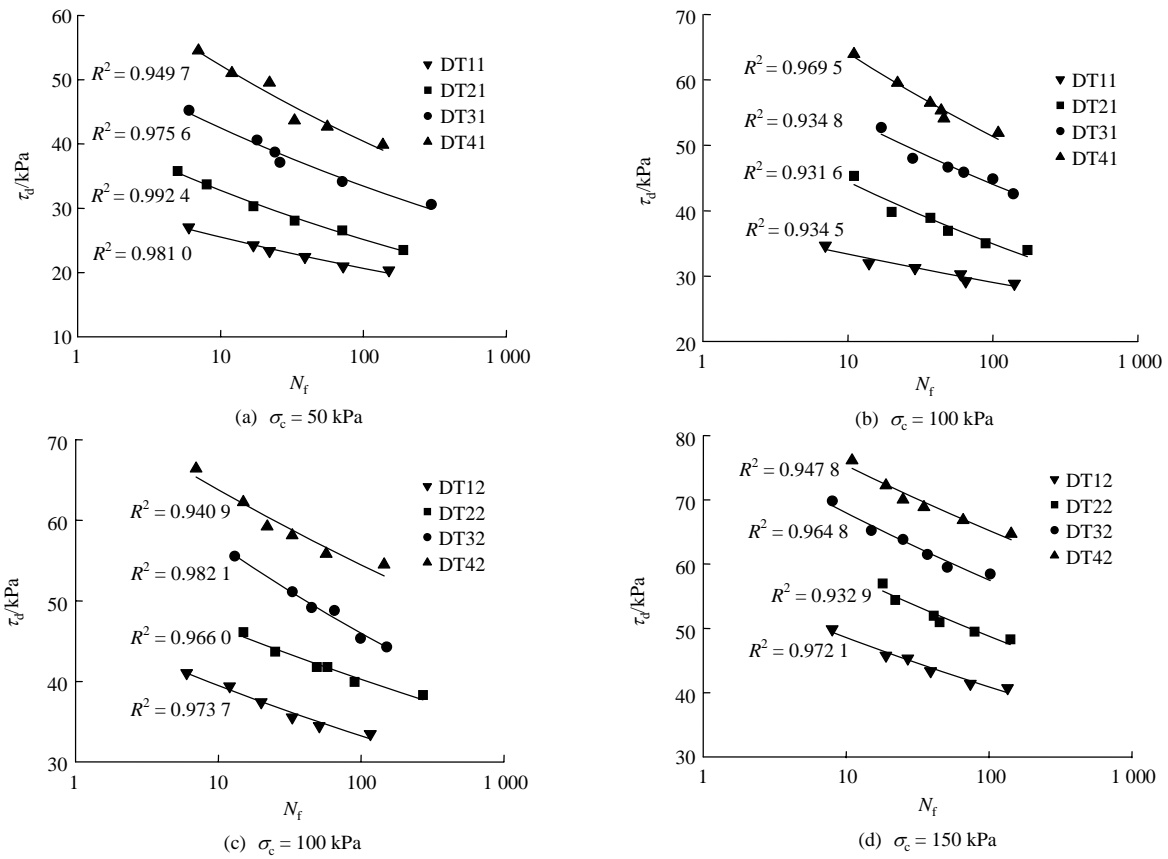 60
50
40
30
20
10
τd/kPa
R² = 0.949 7
R² = 0.975 6
R² = 0.992 4
R² = 0.981 0
DT11
DT21
DT31
DT41
1 10 100 1 000
Nf
(a) σc = 50 kPa
70
60
50
40
30
20
τd/kPa
R² = 0.969 5
R² = 0.934 8
R² = 0.931 6
R² = 0.934 5
DT11
DT21
DT31
DT41
1 10 100 1 000
Nf
(b) σc = 100 kPa
70
60
50
40
30
τd/kPa
R² = 0.940 9
R² = 0.982 1
R² = 0.966 0
R² = 0.973 7
DT12
DT22
DT32
DT42
1 10 100 1 000
Nf
(c) σc = 100 kPa
80
70
60
50
40
30
τd/kPa
R² = 0.947 8
R² = 0.964 8
R² = 0.932 9
R² = 0.972 1
DT12
DT22
DT32
DT42
1 10 100 1 000
Nf
(d) σc = 150 kPa